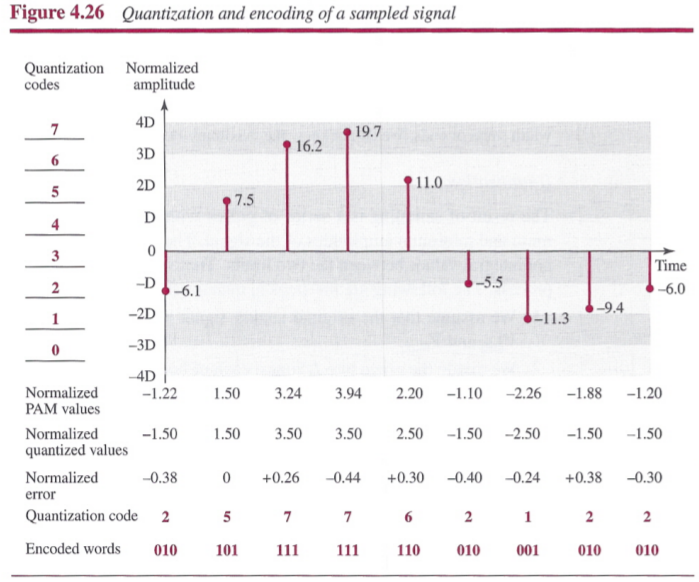 Figure 4.26 Quantization and encoding of a sampled signal
Quantization Normalized
codes amplitude
4D
7
19.7
16.2
3D
6
2D
11.0
5
7.5
D
4
0
3
Time
–D
2
–6.1
–5.5
–6.0
–2D
1
–11.3
–9.4
–3D
0
–4D
Normalized –1.22 1.50 3.24 3.94 2.20 –1.10 –2.26 –1.88 –1.20
PAM values
Normalized –1.50 1.50 3.50 3.50 2.50 –1.50 –2.50 –1.50 –1.50
quantized values
Normalized –0.38 0 +0.26 –0.44 +0.30 –0.40 –0.24 +0.38 –0.30
error
Quantization code 2 5 7 7 6 2 1 2 2
Encoded words 010 101 111 111 110 010 001 010 010